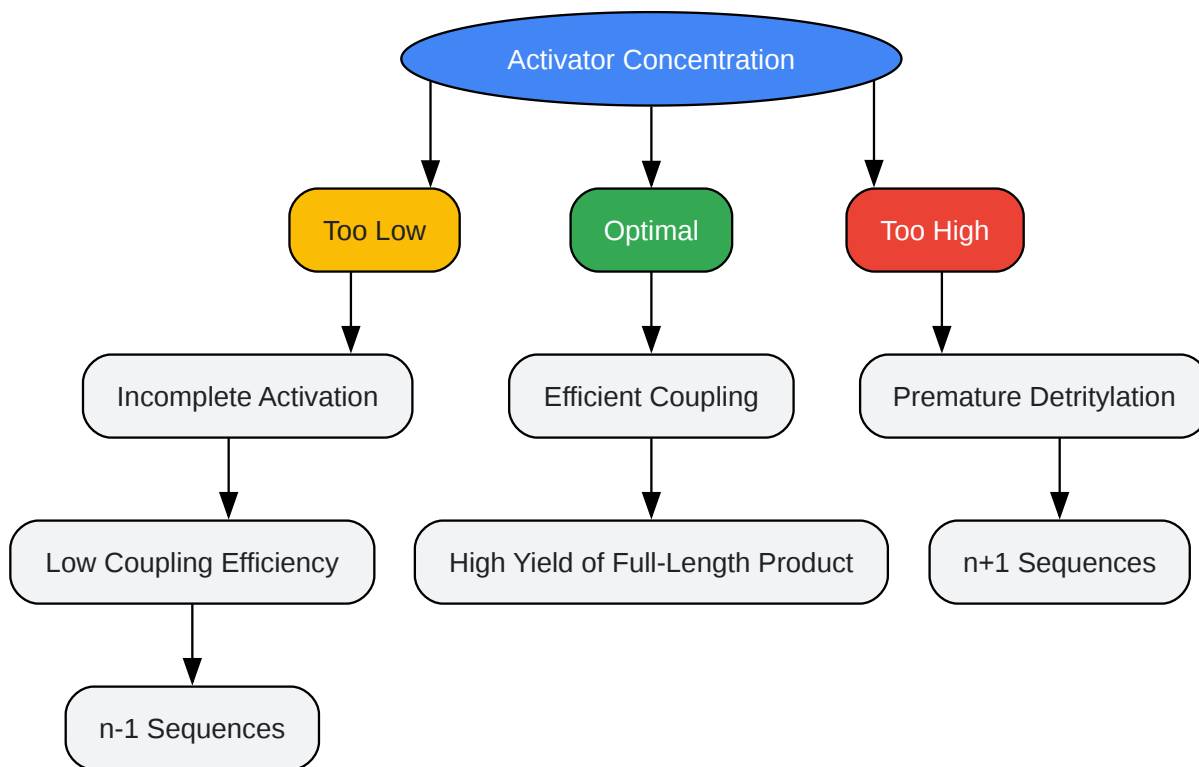 Activator Concentration
Too Low
Optimal
Too High
Incomplete Activation
Efficient Coupling
Premature Detritylation
Low Coupling Efficiency
High Yield of Full-Length Product
n+1 Sequences
n-1 Sequences